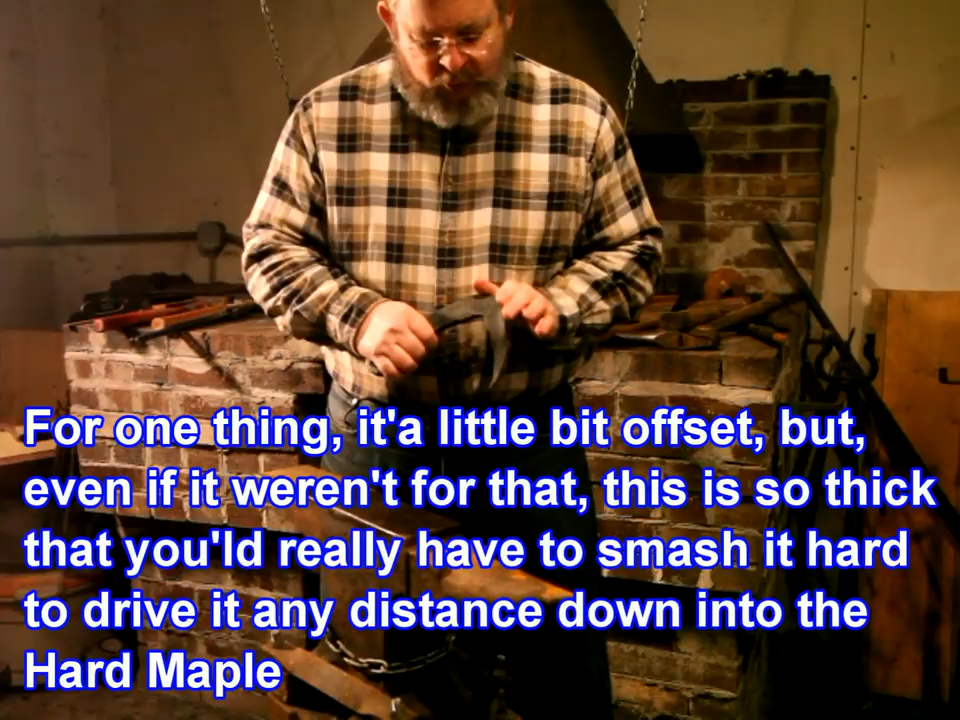 For one thing, it'a little bit offset, but,
even if it weren't for that, this is so thick
that you'ld really have to smash it hard
to drive it any distance down into the
Hard Maple